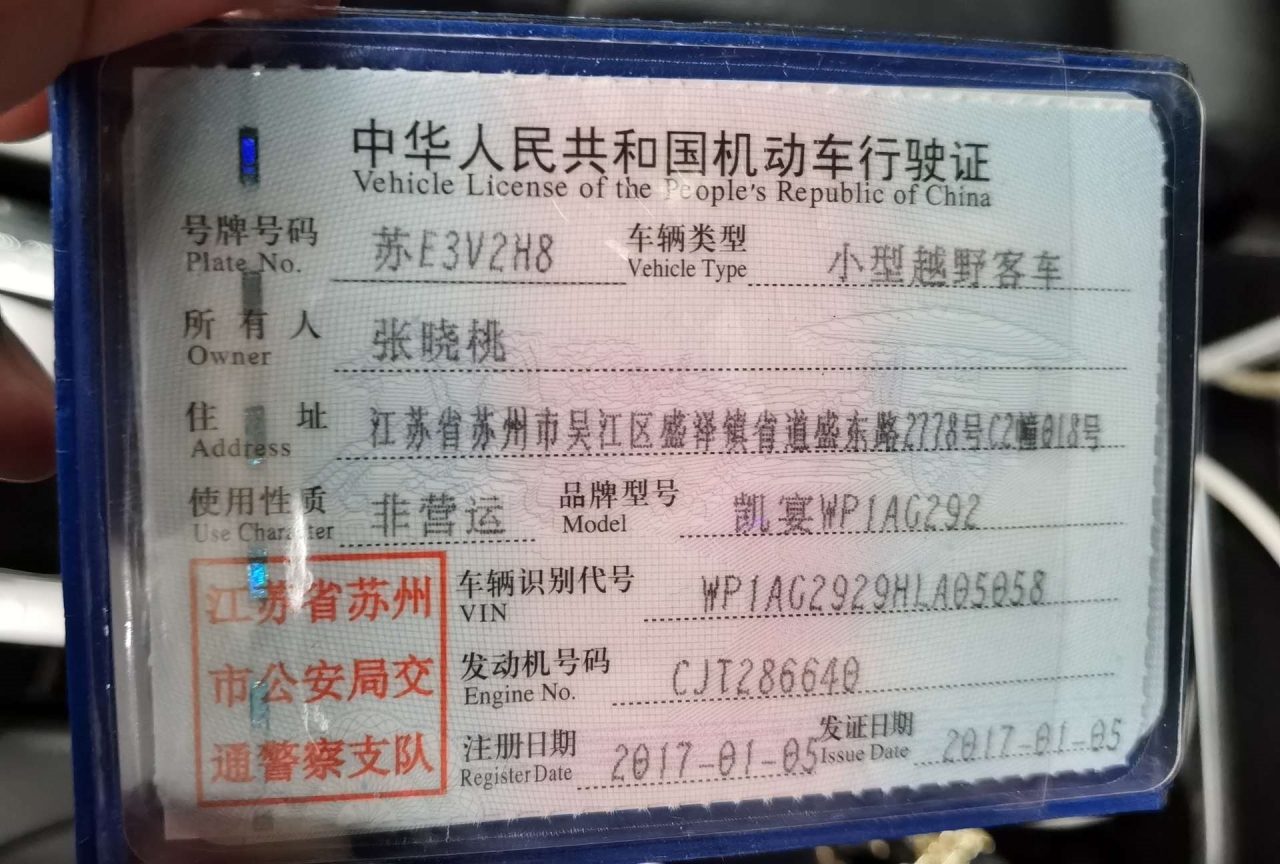 中华人民共和国机动车行驶证
Vehicle License of the People's Republic of China
号牌号码 苏E3V2H8 车辆类型 小型越野客车
Plate No. Vehicle Type
所有人 张晓桃
Owner
住址 江苏省苏州市吴江区盛泽镇省道盛东路2778号C2幢018号
Address
使用性质 非营运 品牌型号 凯宴WP1AG292
Use Character Model
江苏省苏州 车辆识别代号 WP1AG2929HLA05058
VIN
市公安局交 发动机号码 CJT286640
Engine No.
通警察支队 注册日期 2017-01-05 发证日期 2017-01-05
Register Date Issue Date